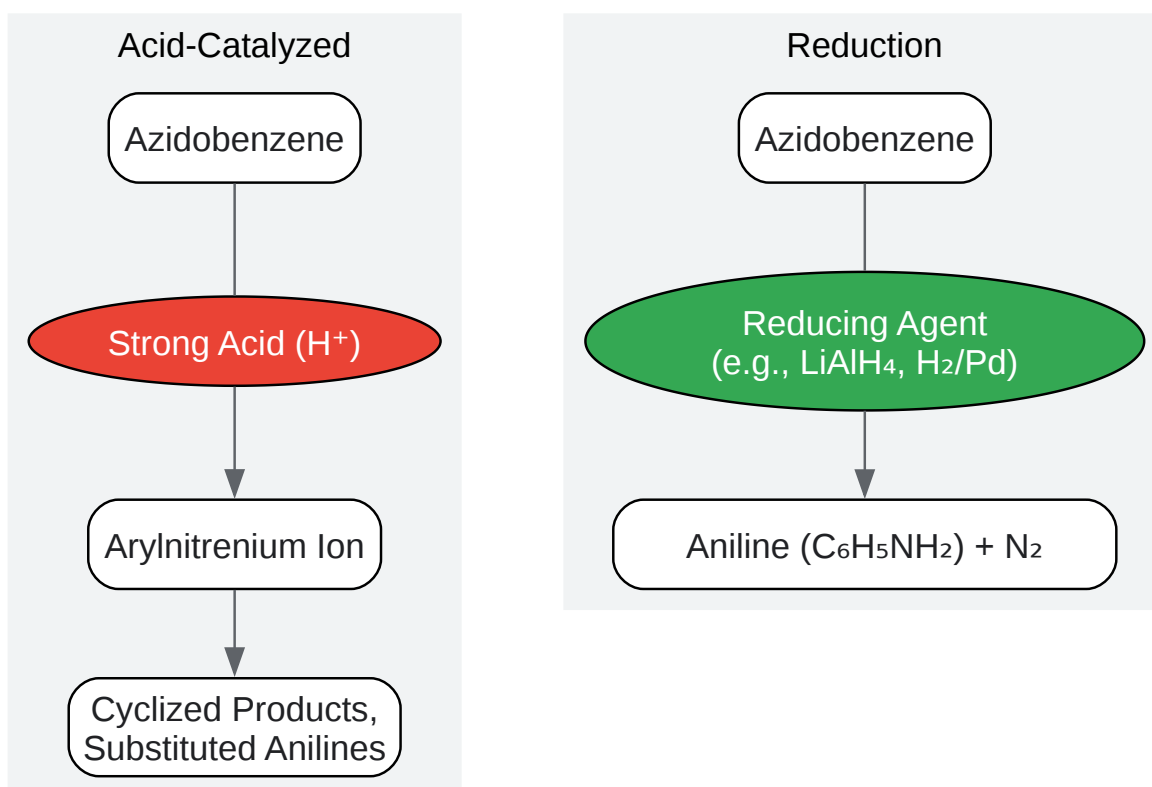 Acid-Catalyzed
Azidobenzene
Strong Acid (H⁺)
Arylnitrenium Ion
Cyclized Products,
Substituted Anilines
Reduction
Azidobenzene
Reducing Agent
(e.g., LiAlH₄, H₂/Pd)
Aniline (C₆H₅NH₂) + N₂